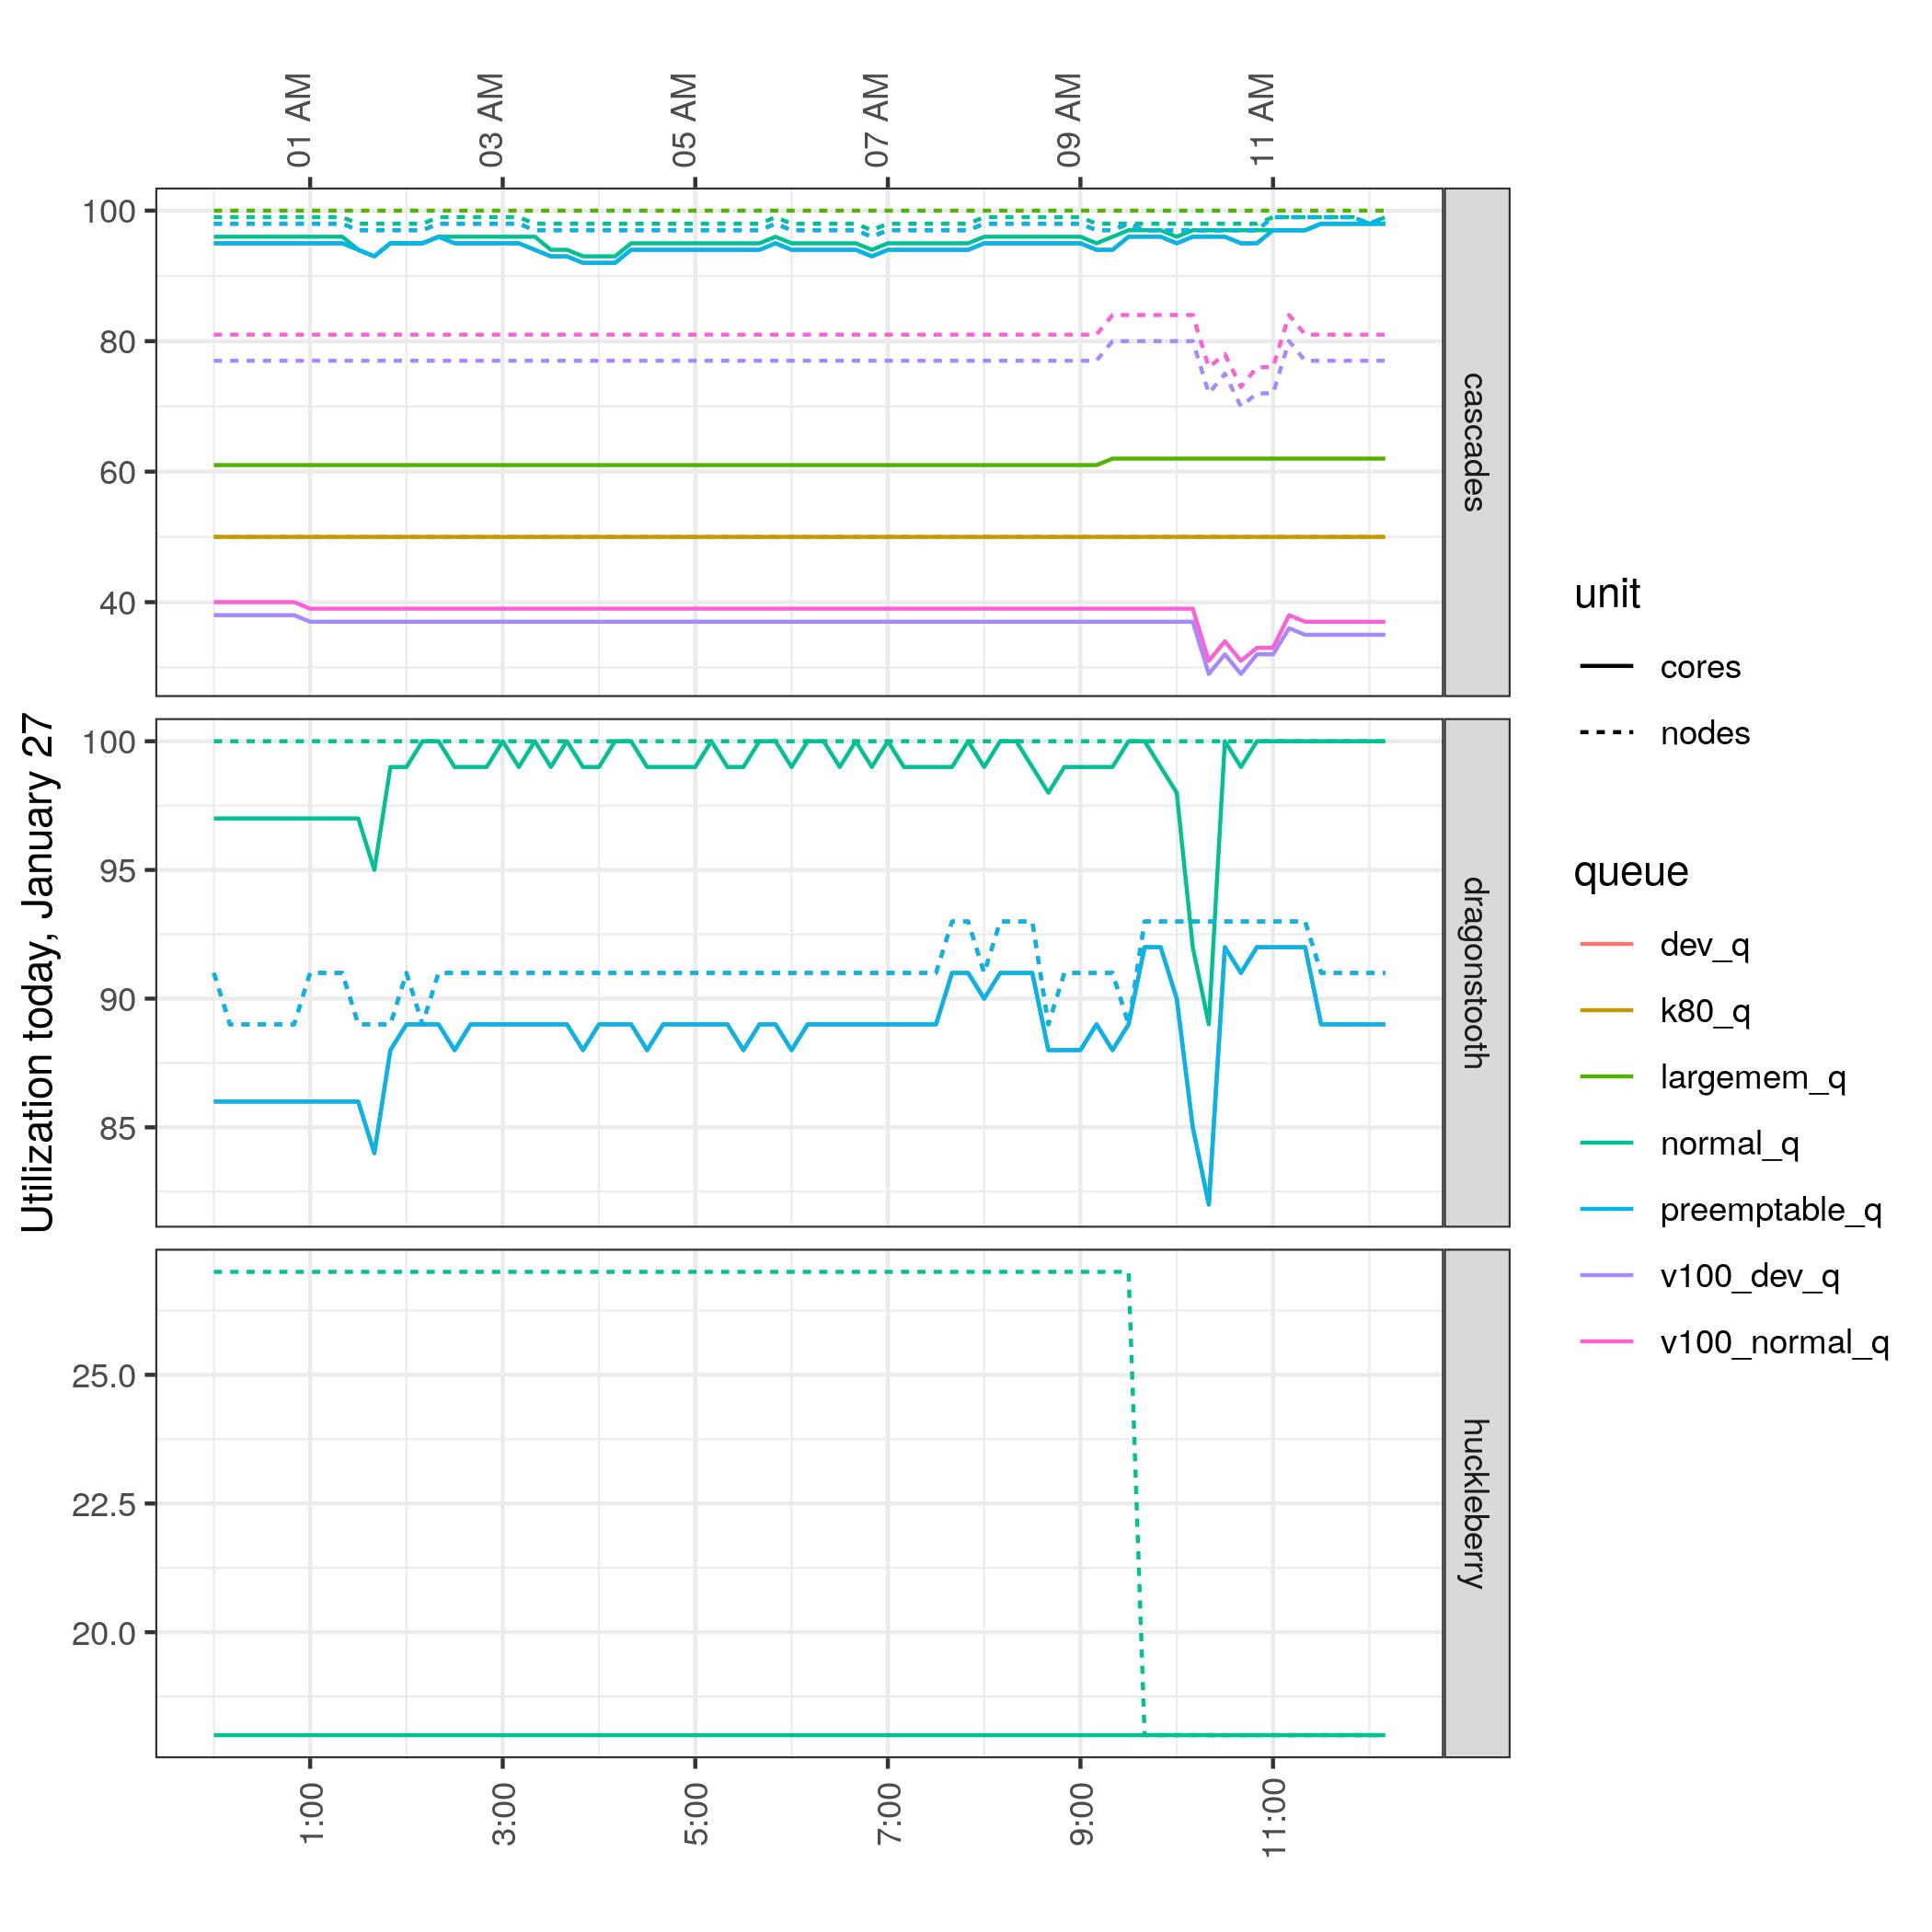 01 AM
03 AM
05 AM
07 AM
09 AM
11 AM
Utilization today, January 27
100
80
60
40
cascades
100
95
90
85
dragonstooth
25.0
22.5
20.0
huckleberry
1:00
3:00
5:00
7:00
9:00
11:00
unit
cores
nodes
queue
dev_q
k80_q
largemem_q
normal_q
preemptable_q
v100_dev_q
v100_normal_q